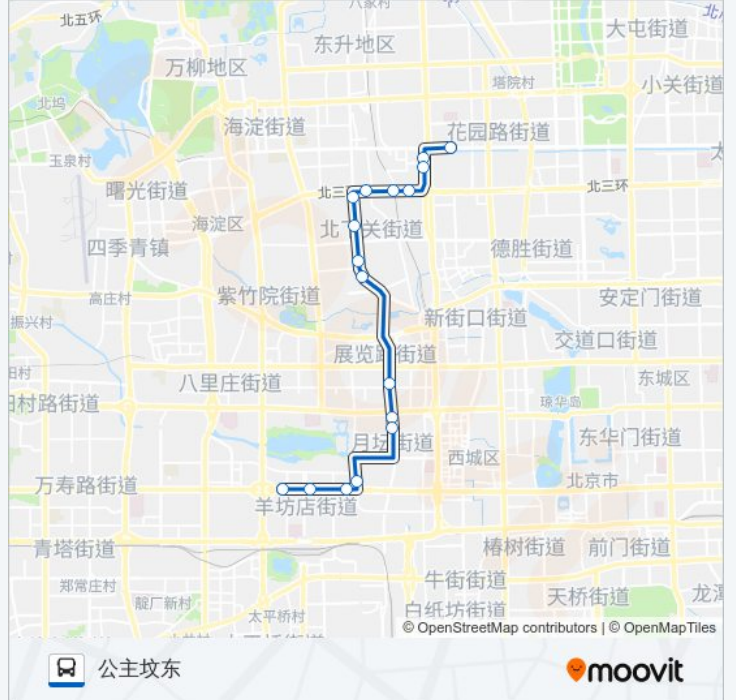 北五环
八家村
北
大屯街道
东升地区
万柳地区
塔院村
小关街道
北坞
海淀街道
花园路街道
玉泉村
太
曙光街道
北三
北三环
海淀区
北下关街道
四季青镇
德胜街道
紫竹院街道
安定门街道
高庄村
振兴村
新街口街道
交道口街道
展览路街道
田村
八里庄街道
东城区
田村路街道
琼华岛
月坛街道
东华门街道
西城区
万寿路街道
北京市
羊坊店街道
青塔街道
椿树街道
前门街道
郑常庄村
牛街街道
靛厂新村
天桥街道
龙潭
太平桥村
白纸坊街道
© OpenStreetMap contributors | © OpenMapTiles
公主坟东
moovit